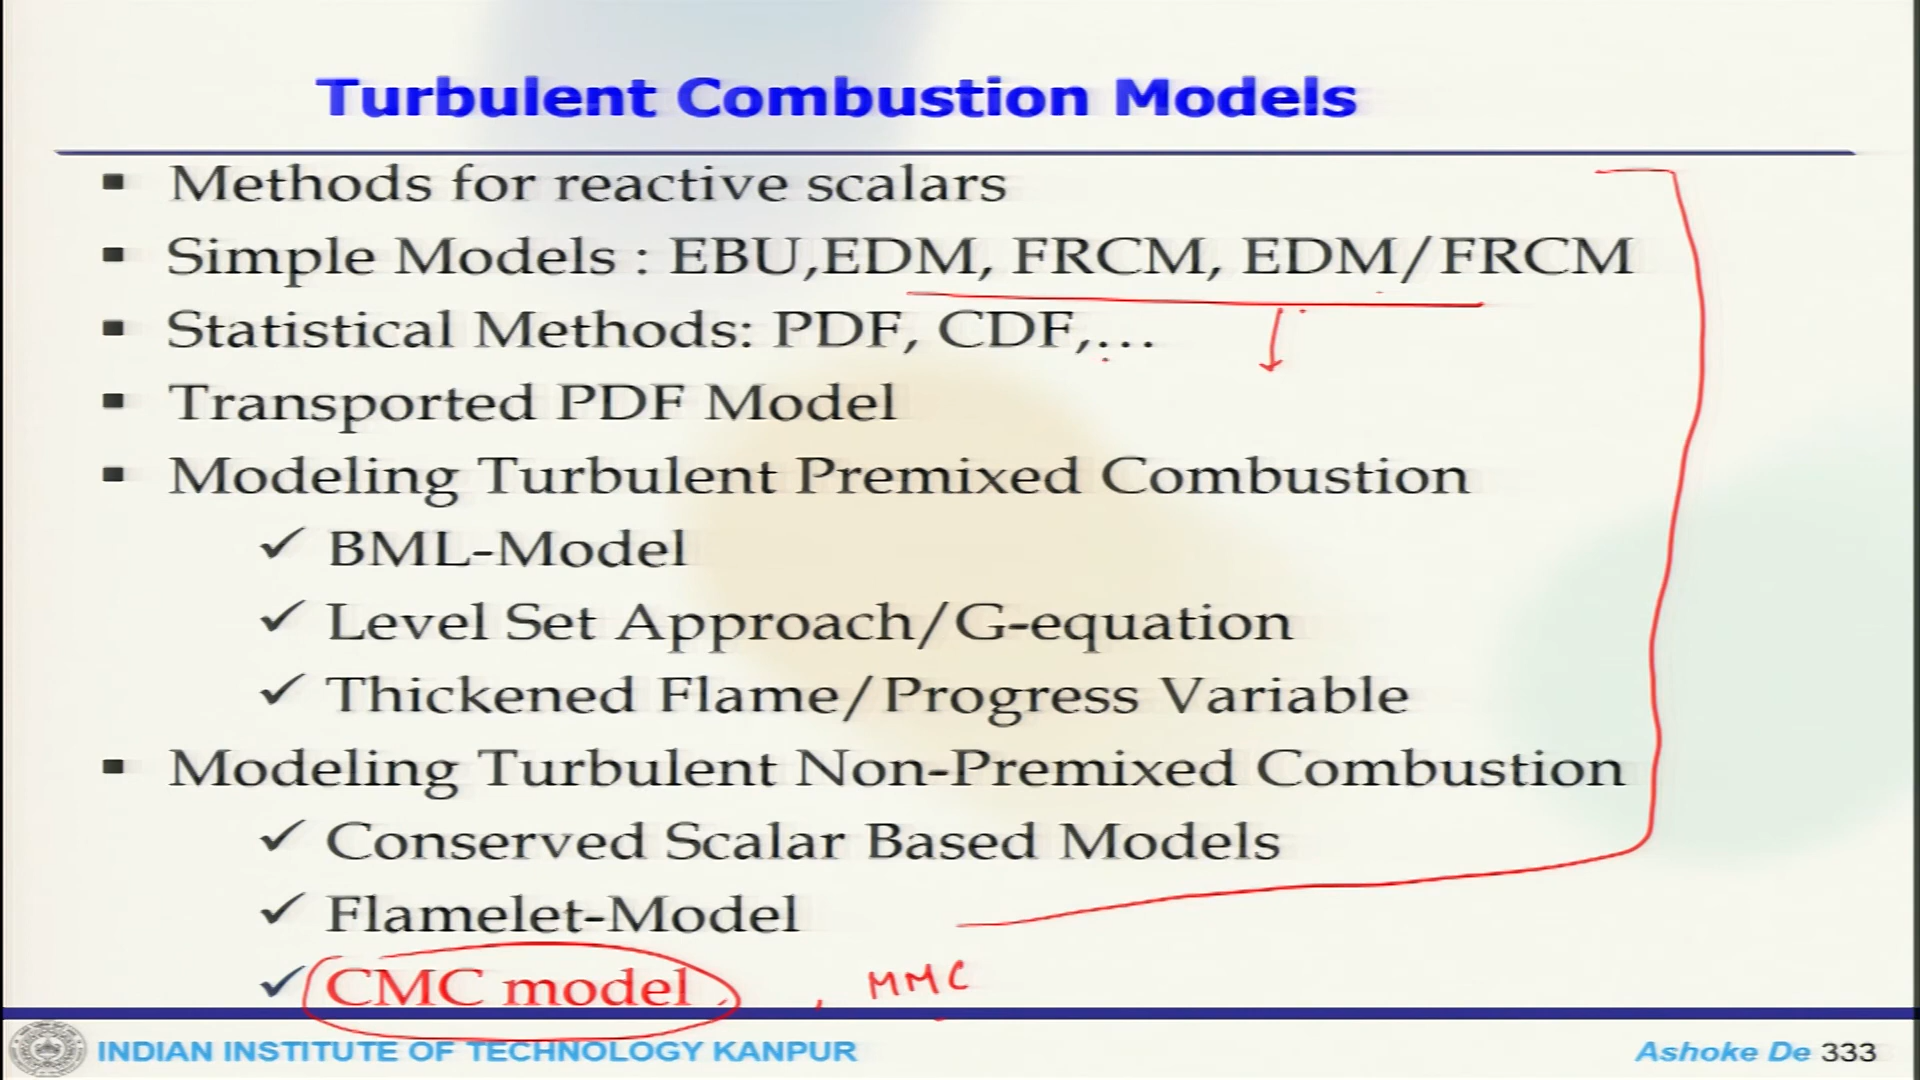 Turbulent Combustion Models
▪ Methods for reactive scalars
▪ Simple Models : EBU,EDM, FRCM, EDM/FRCM
▪ Statistical Methods: PDF, CDF,...
▪ Transported PDF Model
▪ Modeling Turbulent Premixed Combustion
✓ BML-Model
✓ Level Set Approach/G-equation
✓ Thickened Flame/Progress Variable
▪ Modeling Turbulent Non-Premixed Combustion
✓ Conserved Scalar Based Models
✓ Flamelet-Model
✓ CMC model , MMC
INDIAN INSTITUTE OF TECHNOLOGY KANPUR
Ashoke De 333